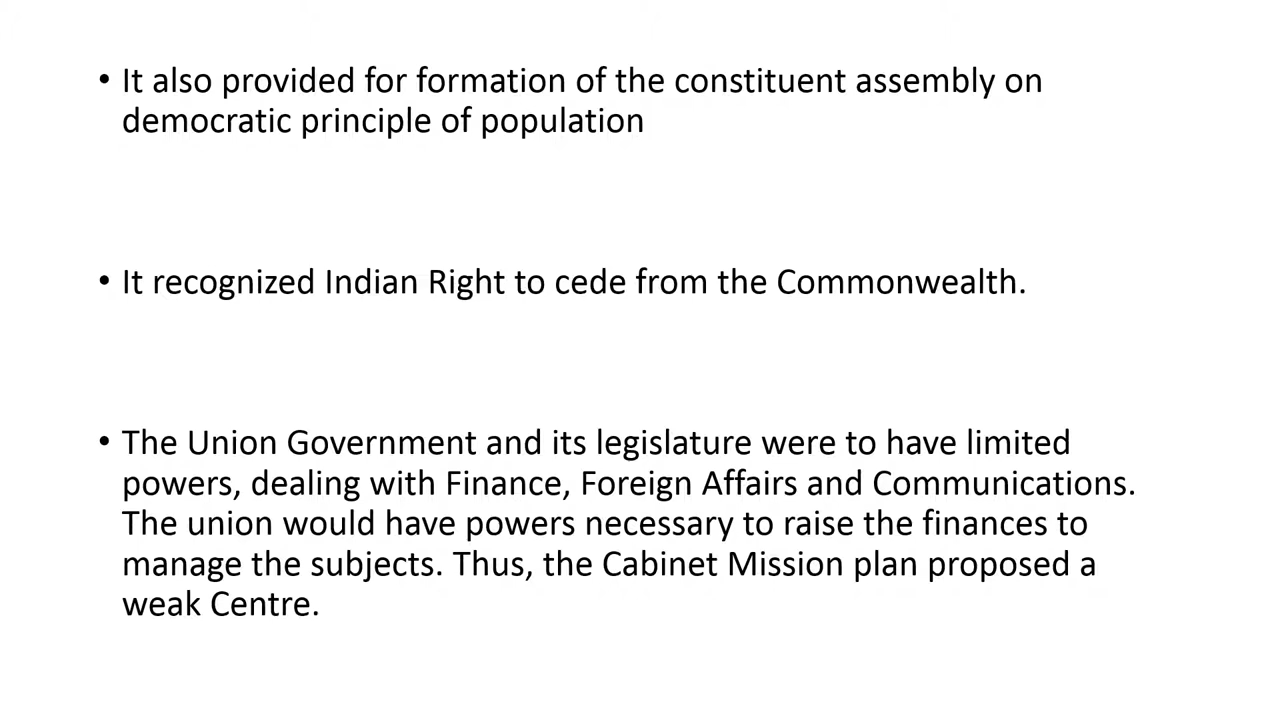 • It also provided for formation of the constituent assembly on
democratic principle of population
• It recognized Indian Right to cede from the Commonwealth.
• The Union Government and its legislature were to have limited
powers, dealing with Finance, Foreign Affairs and Communications.
The union would have powers necessary to raise the finances to
manage the subjects. Thus, the Cabinet Mission plan proposed a
weak Centre.